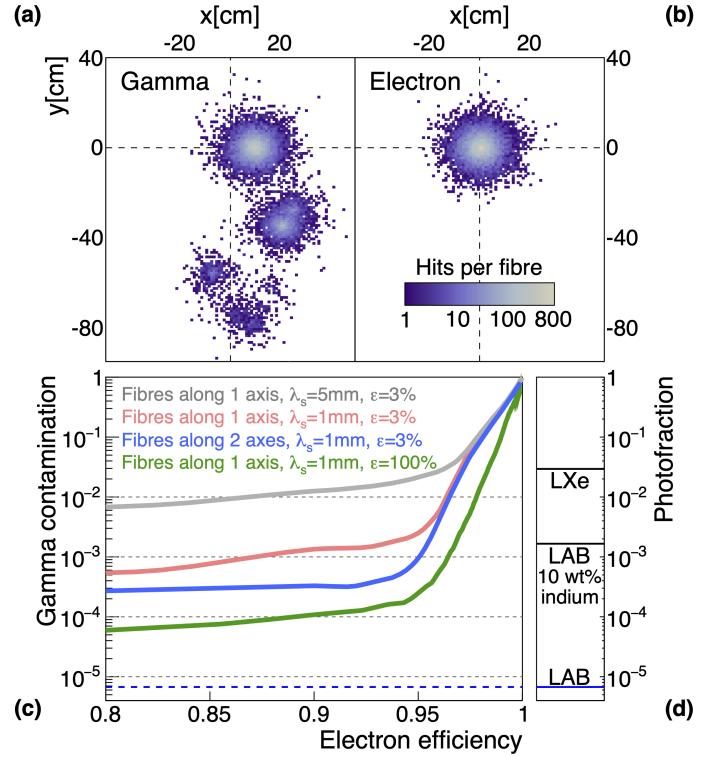 (a) x[cm] x[cm] (b)
-20 20 -20 20
y[cm]
40 Gamma Electron 40
0 0
-40 -40
Hits per fibre
1 10 100 800
-80 -80
1 1
Gamma contamination
Photofraction
Fibres along 1 axis, λs=5mm, ε=3%
Fibres along 1 axis, λs=1mm, ε=3%
Fibres along 2 axes, λs=1mm, ε=3%
Fibres along 1 axis, λs=1mm, ε=100%
10⁻¹ 10⁻¹
LXe
10⁻² 10⁻²
10⁻³ 10⁻³
LAB
10 wt%
indium
10⁻⁴ 10⁻⁴
10⁻⁵ 10⁻⁵
LAB
(c) (d)
0.8 0.85 0.9 0.95 1
Electron efficiency